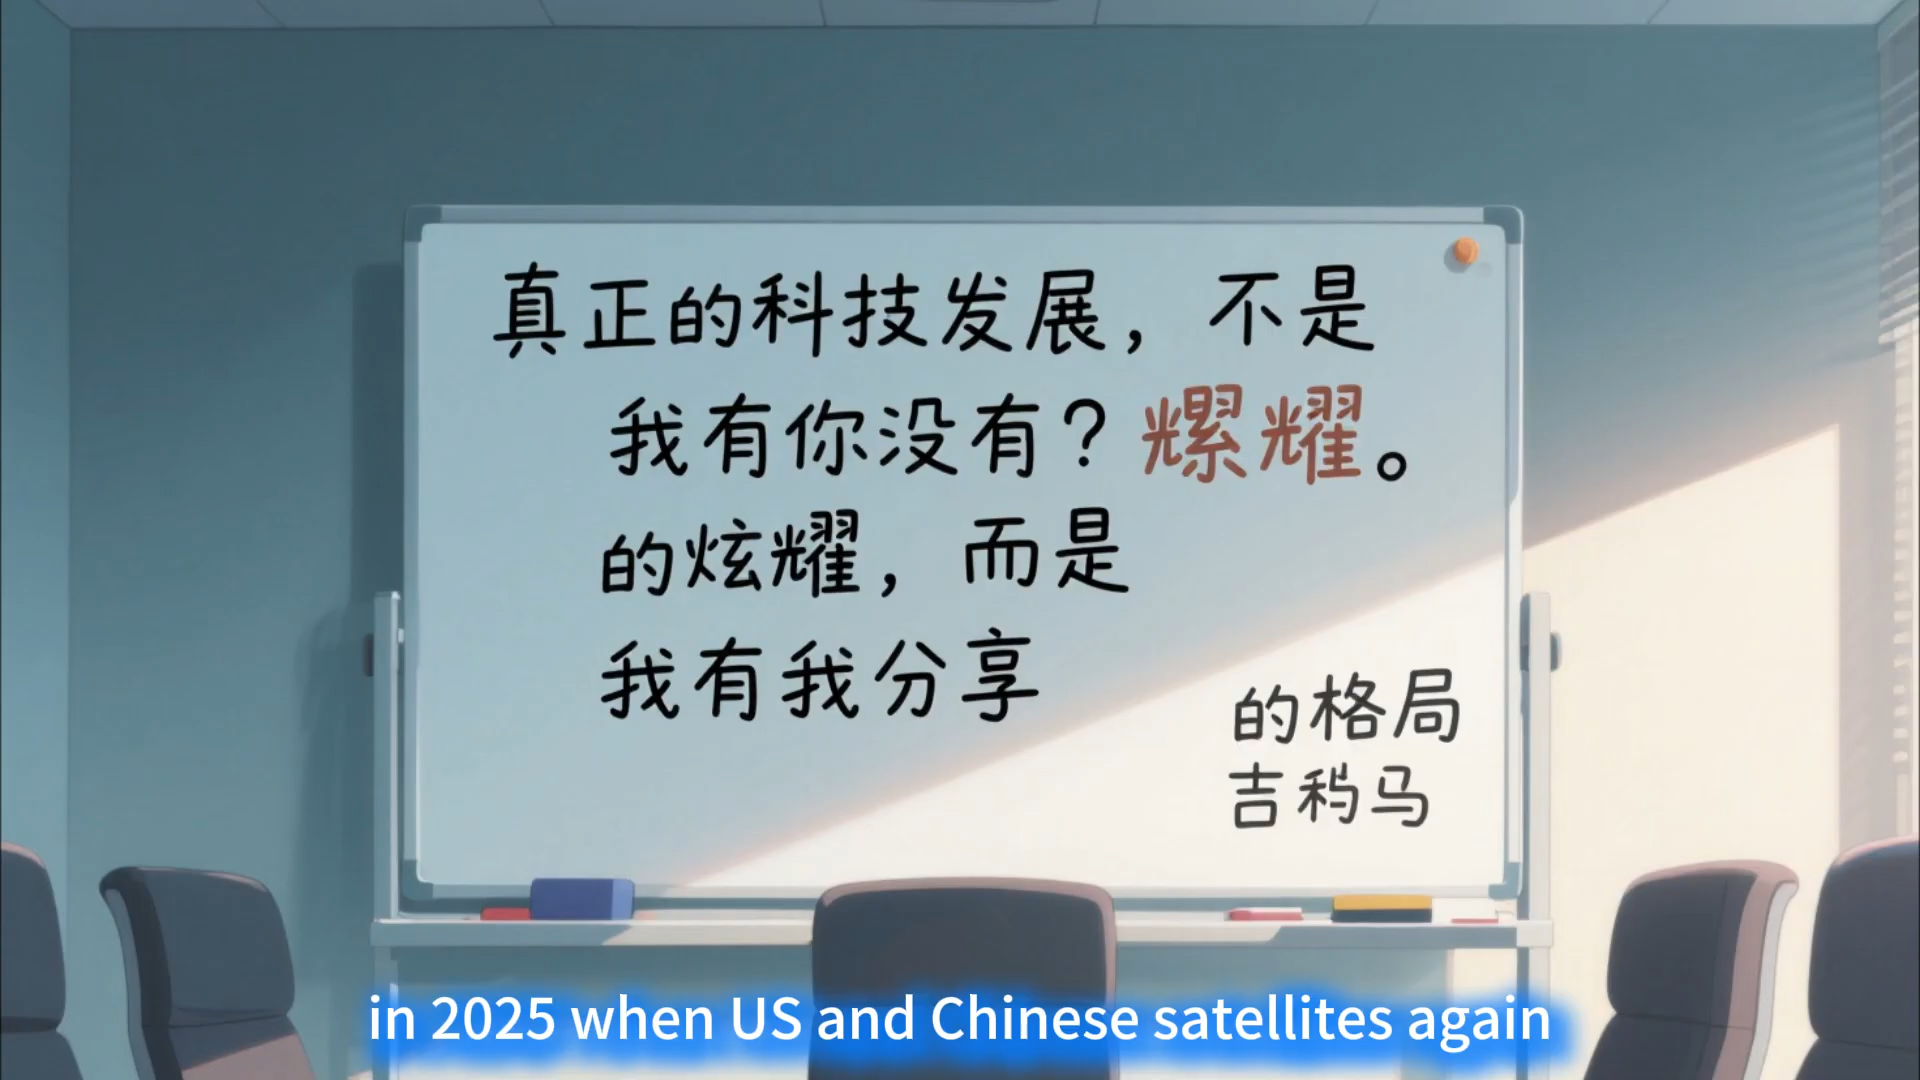 真正的科技发展，不是
我有你没有？耀。
的炫耀，而是
我有我分享
的格局
吉马
in 2025 when US and Chinese satellites again